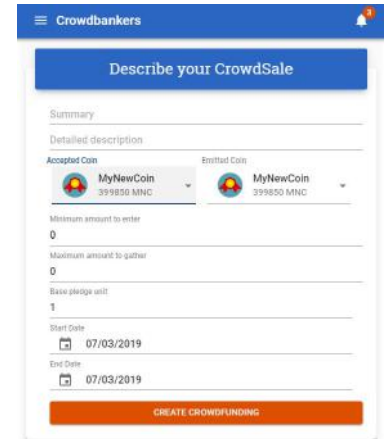 Crowdbankers
3
Describe your CrowdSale
Summary
Detailed description
Accepted Coin
Emitted Coin
MyNewCoin
399850 MNC
MyNewCoin
399850 MNC
Minimum amount to enter
0
Maximum amount to gather
0
Base pledge unit
1
Start Date
07/03/2019
End Date
07/03/2019
CREATE CROWDFUNDING